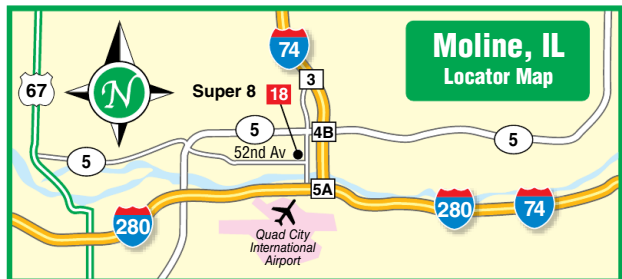 Moline, IL
Locator Map
74
3
67
N
Super 8
18
5
4B
5
52nd Av
5
5A
280
280
74
Quad City
International
Airport